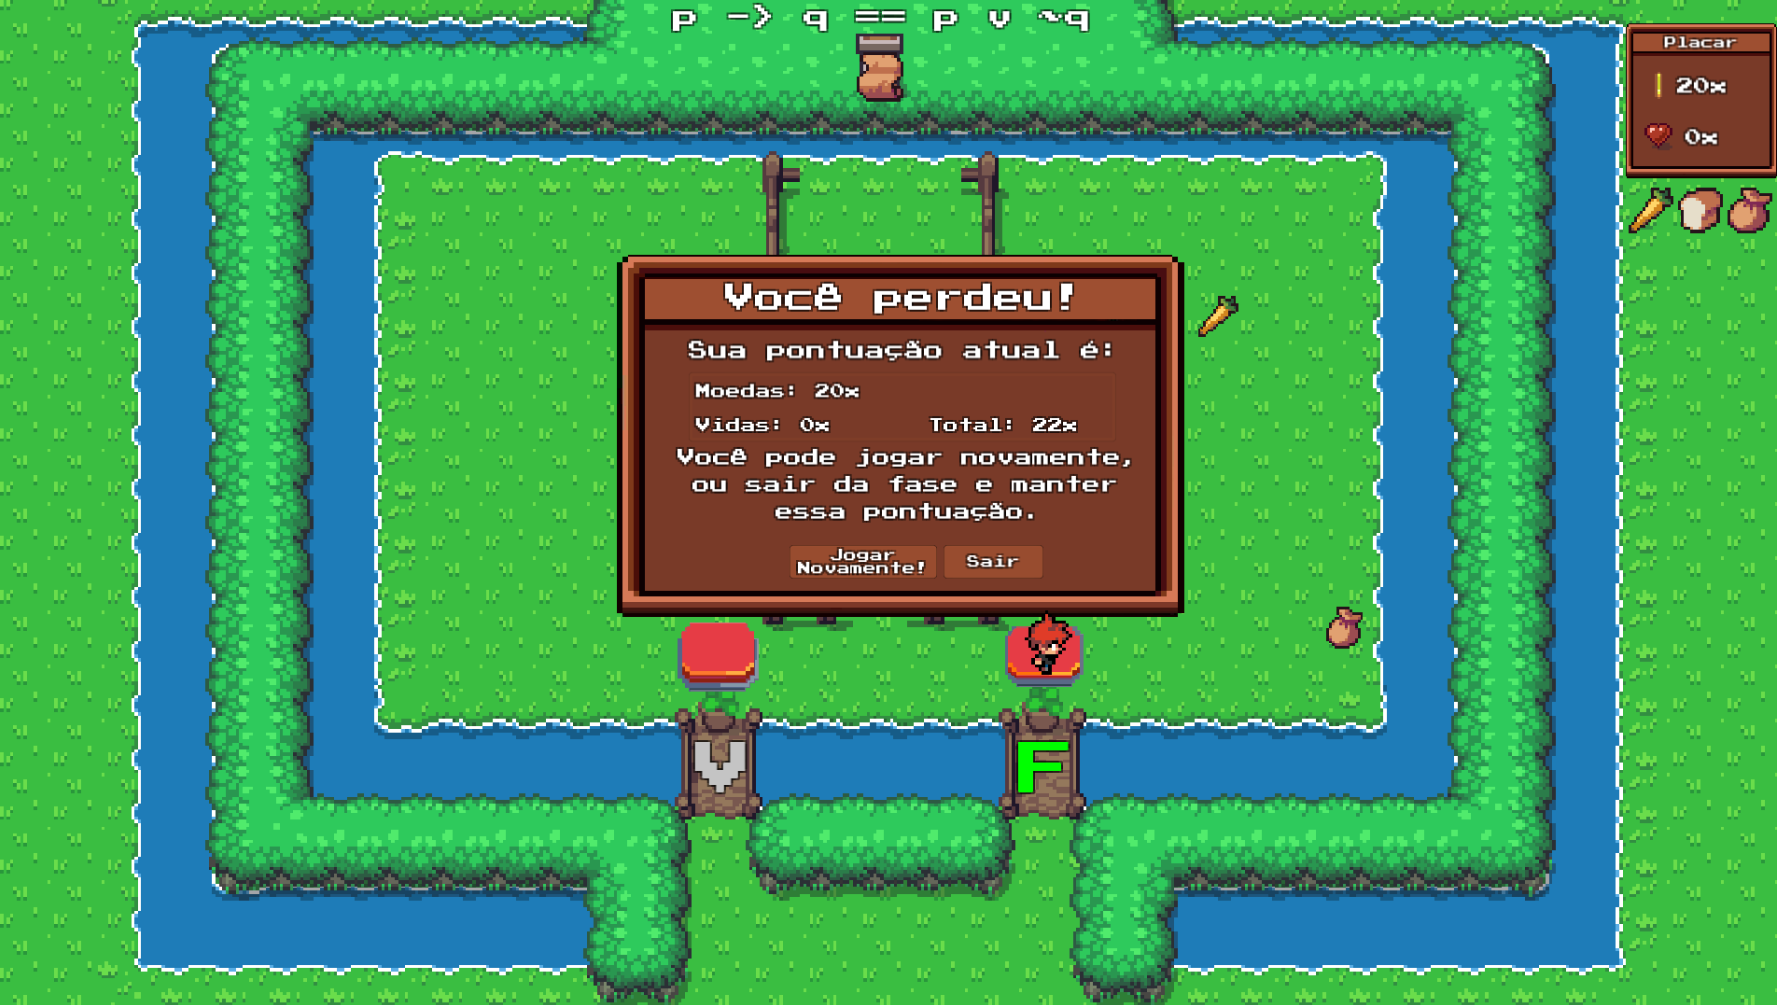 p -> q == p v ~q
Placar
20x
0x
Você perdeu!
Sua pontuação atual é:
Moedas: 20x
Vidas: 0x Total: 22x
Você pode jogar novamente,
ou sair da fase e manter
essa pontuação.
Jogar
Novamente!
Sair
V F